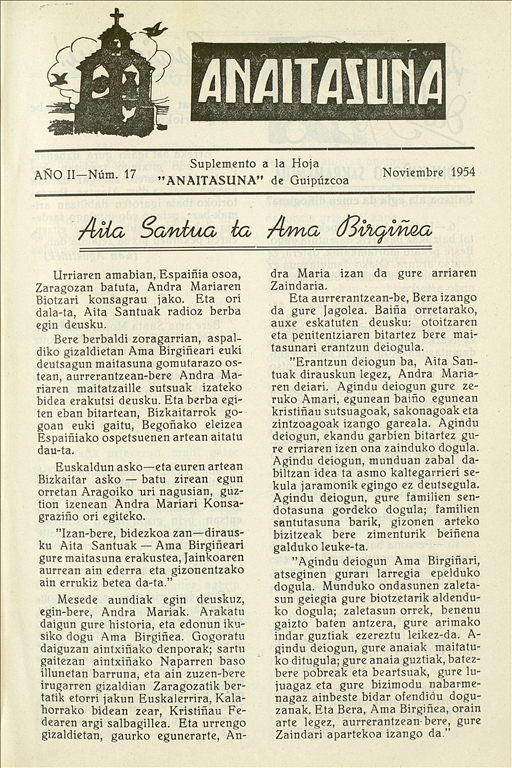 ANAITASUNA
AÑO II—Núm. 17
Suplemento a la Hoja
"ANAITASUNA" de Guipúzcoa
Noviembre 1954
Aita Santua ta Ama Birgiñea
Urriaren amabian, Españia osoa,
Zaragozan batuta, Andra Mariaren
Biotzari konsagrau jako. Eta ori
dala-ta, Aita Santuak radioz berba
egin deusku.
Bere berbaldi zoragarrian, aspal-
diko gizaldietan Ama Birgiñeari euki
deutsagun maitasuna gomutarazo os-
tean, aurrerantzean-bere Andra Ma-
riaren maitatzaille sutsuak izateko
bidea erakutsi deusku. Eta berba egi-
ten eban bitartean, Bizkaitarrok go-
goan euki gaitu, Begoñako eleizea
Españiako ospetsuenen artean aitatu
dau-ta.
Euskaldun asko—eta euren artean
Bizkaitar asko — batu ziran egun
orretan Aragoiko uri nagusian, guz-
tion izenean Andra Mariari Konsa-
graziño ori egiteko.
"Izan-bere, bidezkoa zan—diraus-
ku Aita Santuak — Ama Birgiñeari
gure maitasuna erakustea, Jainkoaren
aurrean ain ederra eta gizonentzako
ain errukiz betea da-ta."
Mesede aundiak egin deuskuz,
egin-bere, Andra Mariak. Arakatu
daigun gure historia, eta edonun iku-
siko dogu Ama Birgiñea. Gogoratu
daiguzan aintxiñako denporak; sartu
gaitezan aintxiñako Naparren baso
illunetan barruna, eta ain zuzen-bere
irugarren gizaldian Zaragozatik ber-
tatik etorri jakun Euskalerrira, Kala-
horrako bidean zear, Kristiñau Fe-
dearen argi salbagillea. Eta urrengo
gizaldietan, gaurko egunerarte, An-
dra Maria izan da gure arriaren
Zaindaria.
Eta aurrerantzean-be, Bera izango
da gure Jagolea. Baiña orretarako,
auxe eskatuten deusku: otoitzaren
eta penitentziaren bitartez bere mai-
tasunari erantzun deiogula.
"Erantzun deiogun ba, Aita San-
tuak dirauskun legez, Andra Maria-
ren deiari. Agindu deiogun gure ze-
ruko Amari, egunean baiño egunean
kristiñau sutsuagoak, sakonagoak eta
zintzoagoak izango gareala. Agindu
deiogun, ekandu garbien bitartez gu-
re erriaren izen ona zainduko dogula.
Agindu deiogun, munduan zabal da-
biltzan idea ta asmo kaltegarriei se-
kula jaramonik egingo ez deutsegula.
Agindu deiogun, gure familien sen-
dotasuna gordeko dogula; familien
santutasuna barik, gizonen arteko
bizitzeak bere zimenturik beiñena
galduko leuke-ta.
"Agindu deiogun Ama Birgiñari,
atseginen gurari larregia epelduko
dogula. Munduko ondasunen zaleta-
sun geiegia gure biotzetarik aldendu-
ko dogula; zaletasun orrek, benenu
gaizto baten antzera, gure arimako
indar guztiak ezereztu leikez-da. A-
gindu deiogun, gure anaiak maitatu-
ko ditugula; gure anaia guztiak, batez-
bere pobreak eta beartsuak, gure lu-
juagaz eta gure bizimodu nabarme-
nagaz ainbeste bidar ofendidu dogu-
zanak. Eta Bera, Ama Birgiñea, orain
arte legez, aurrerantzean-bere, gure
Zaindari apartekoa izango da."